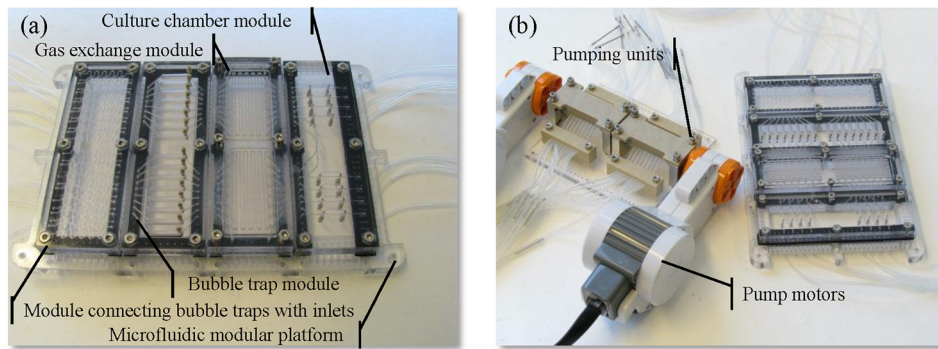 (a)
Culture chamber module
Gas exchange module
Bubble trap module
Module connecting bubble traps with inlets
Microfluidic modular platform
(b)
Pumping units
Pump motors